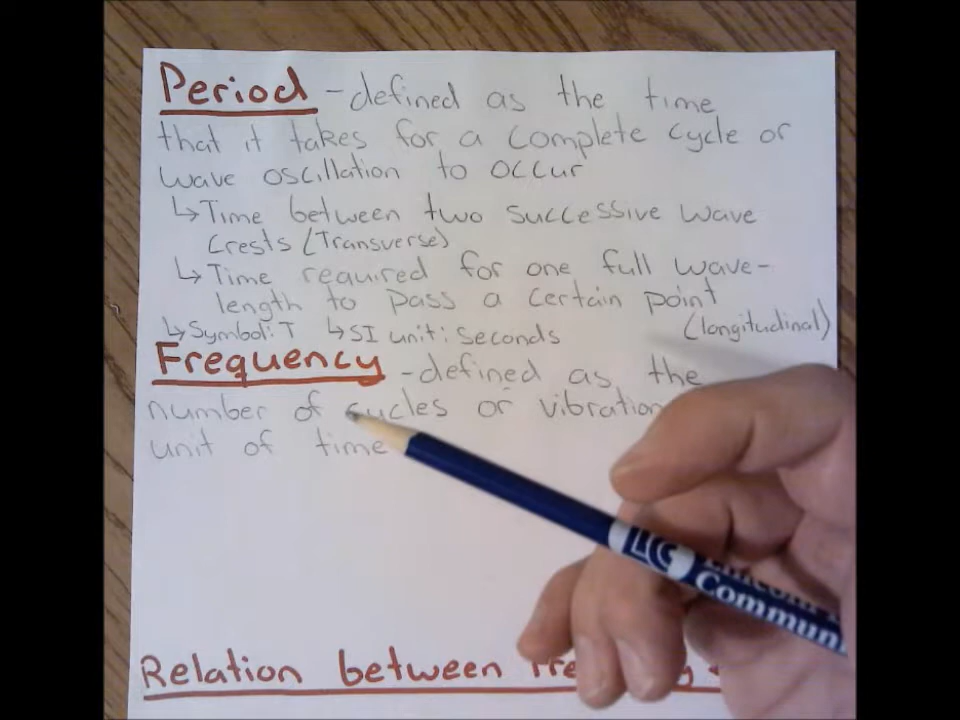 Period - defined as the time
that it takes for a complete cycle or
wave oscillation to occur
↳ Time between two successive wave
crests (Transverse)
↳ Time required for one full wave-
length to pass a certain point
(longitudinal)
↳ Symbol: T ↳ SI unit: seconds
Frequency - defined as the
number of cycles or vibration
unit of time
LCC
Commun
Relation between